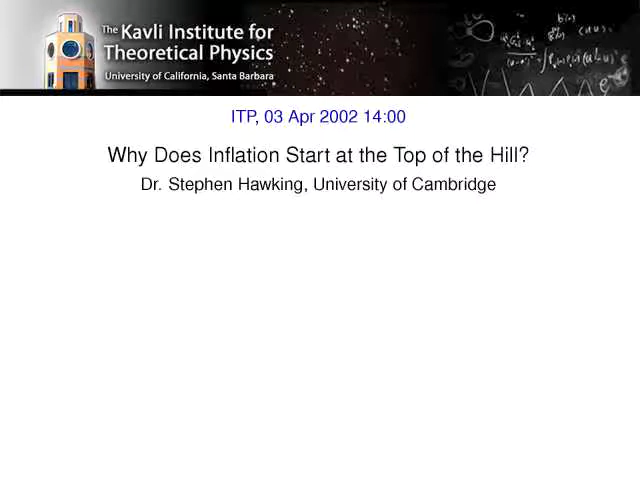 The Kavli Institute for
Theoretical Physics
University of California, Santa Barbara
ITP, 03 Apr 2002 14:00
Why Does Inflation Start at the Top of the Hill?
Dr. Stephen Hawking, University of Cambridge